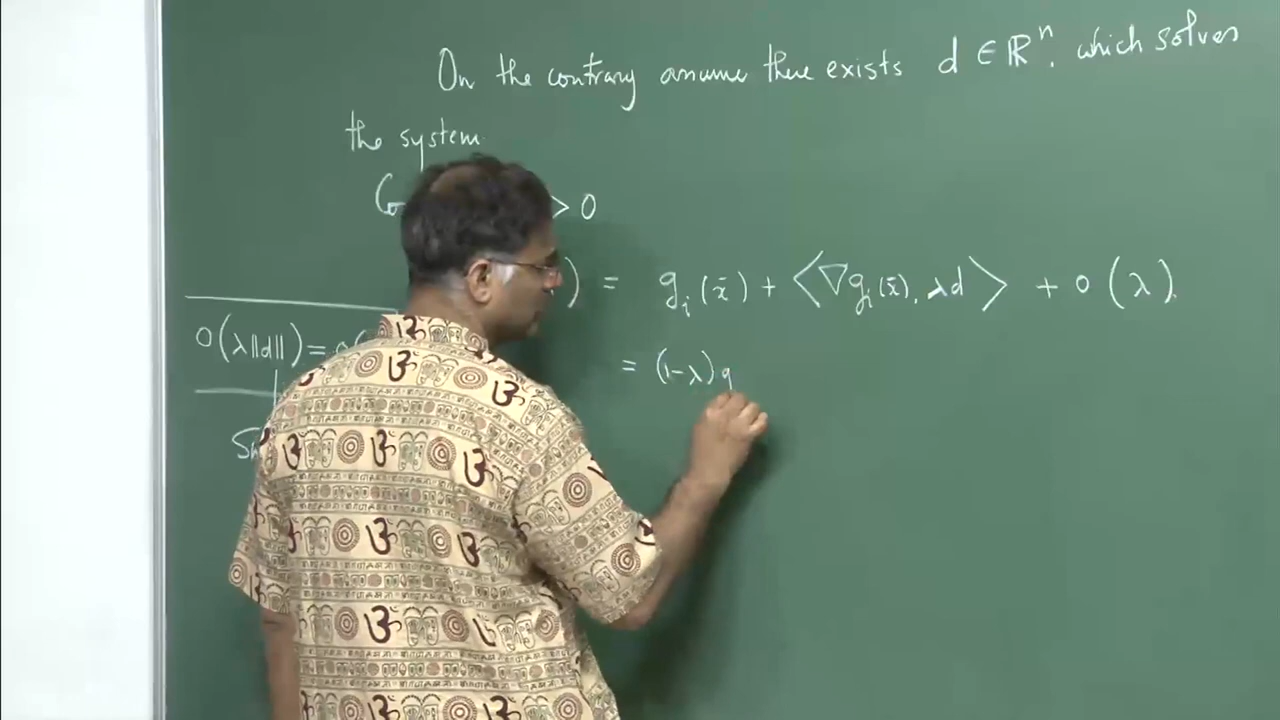 On the contrary assume there exists d ∈ ℝⁿ, which solves
the system
> 0
) = gᵢ(x̄) + ⟨∇gᵢ(x̄), λd⟩ + o(λ).
o(λ||d||) =
= (1-λ)g